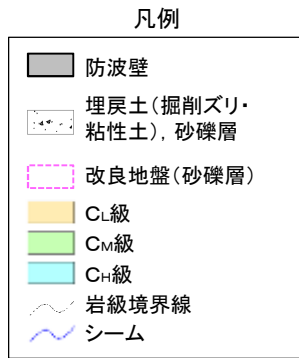 凡例
防波壁
埋戻土(掘削ズリ・
粘性土),砂礫層
改良地盤(砂礫層)
CL級
CM級
CH級
岩級境界線
シーム